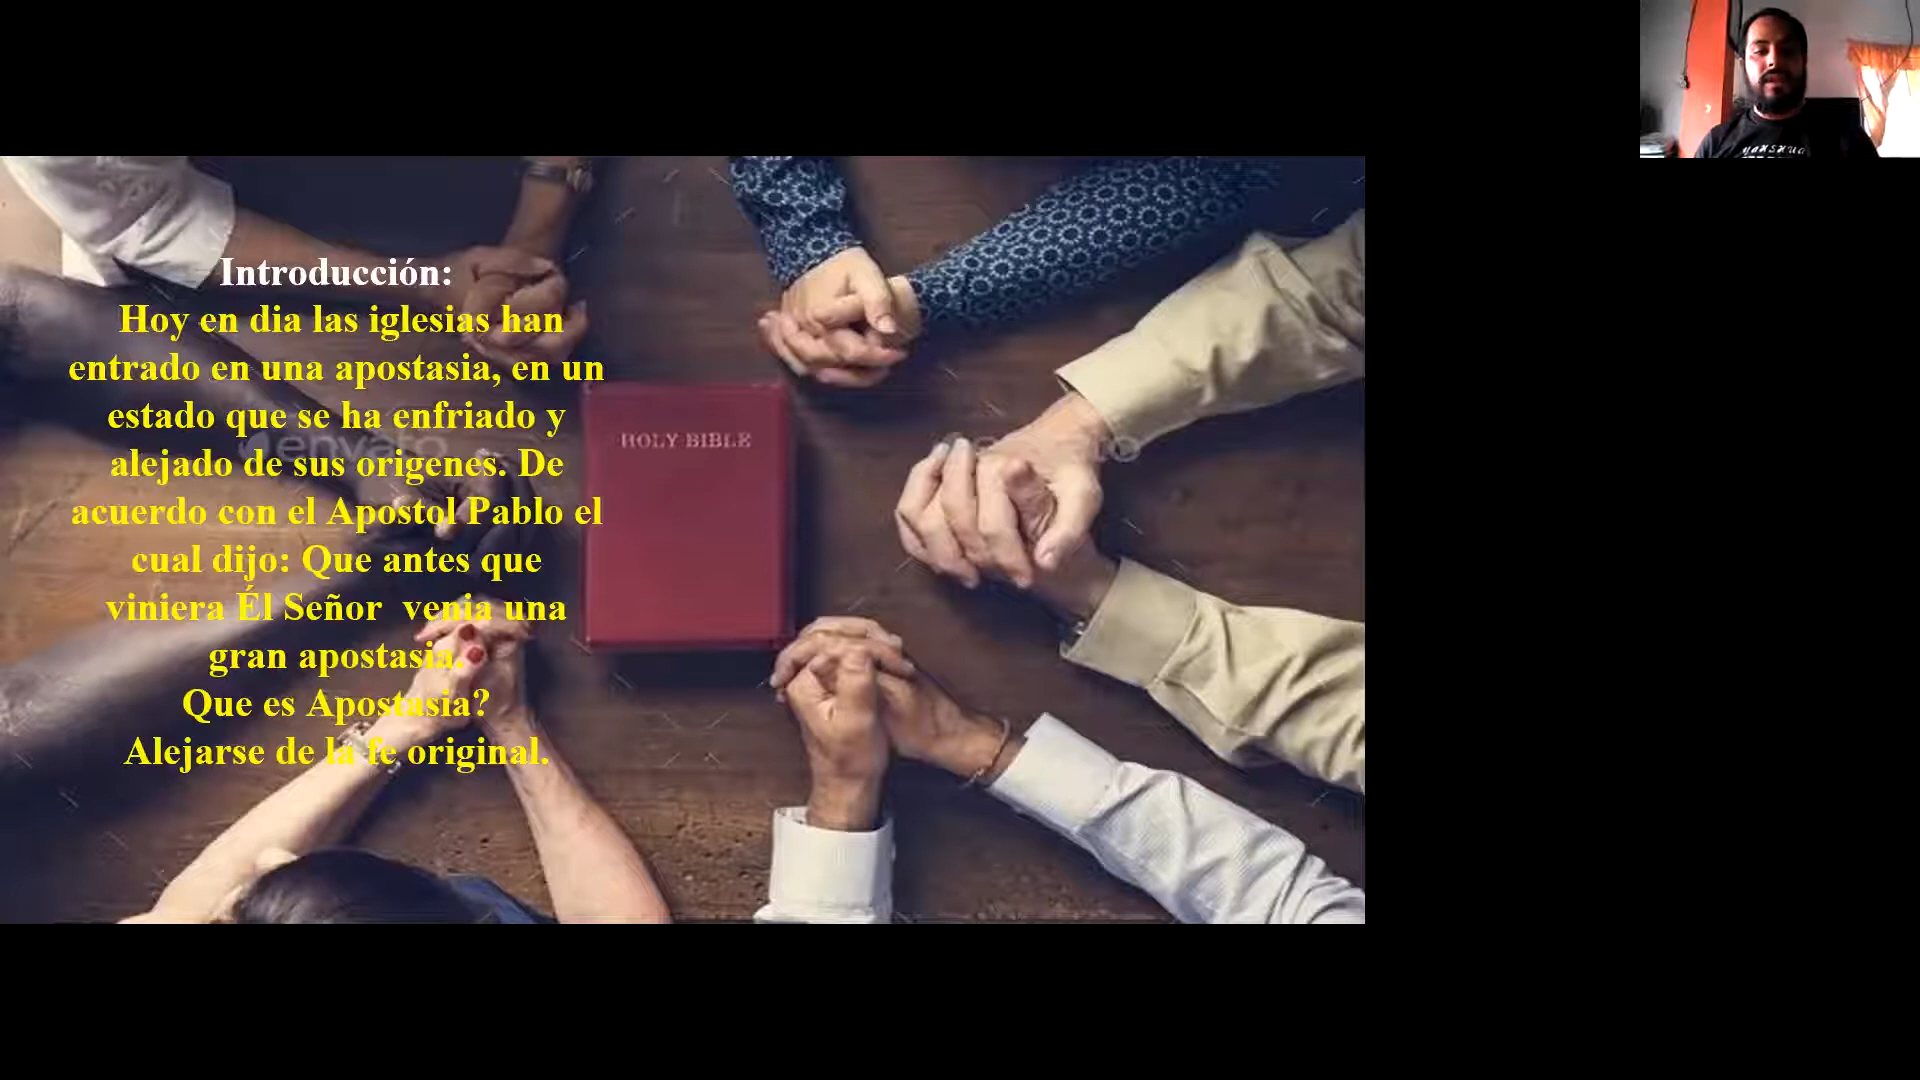 Introducción:
Hoy en dia las iglesias han
entrado en una apostasia, en un
estado que se ha enfriado y
alejado de sus origenes. De
acuerdo con el Apostol Pablo el
cual dijo: Que antes que
viniera Él Señor venia una
gran apostasia.
Que es Apostasia?
Alejarse de la fe original.
HOLY BIBLE
envato